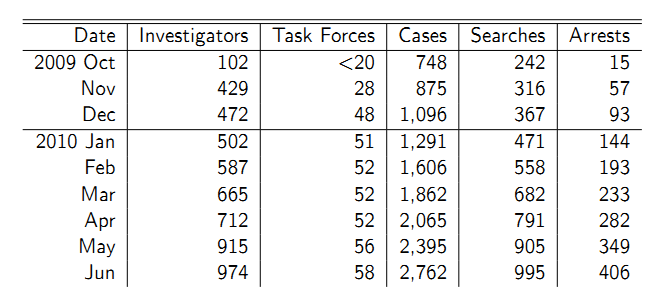 Date Investigators Task Forces Cases Searches Arrests
2009 Oct 102 <20 748 242 15
Nov 429 28 875 316 57
Dec 472 48 1,096 367 93
2010 Jan 502 51 1,291 471 144
Feb 587 52 1,606 558 193
Mar 665 52 1,862 682 233
Apr 712 52 2,065 791 282
May 915 56 2,395 905 349
Jun 974 58 2,762 995 406